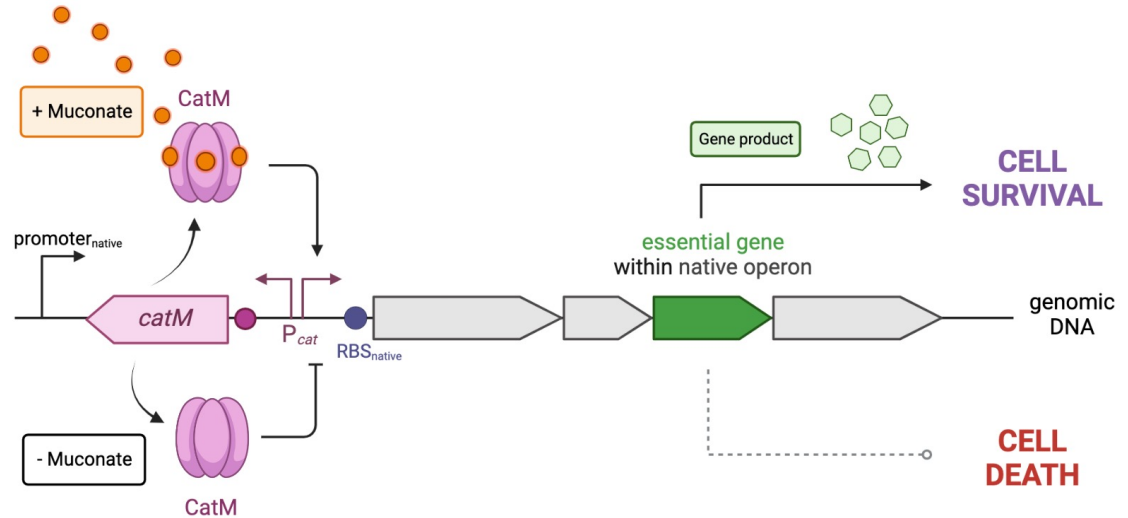 + Muconate
CatM
Gene product
CELL
SURVIVAL
promoternative
essential gene
within native operon
catM
Pcat
RBSnative
genomic
DNA
- Muconate
CatM
CELL
DEATH